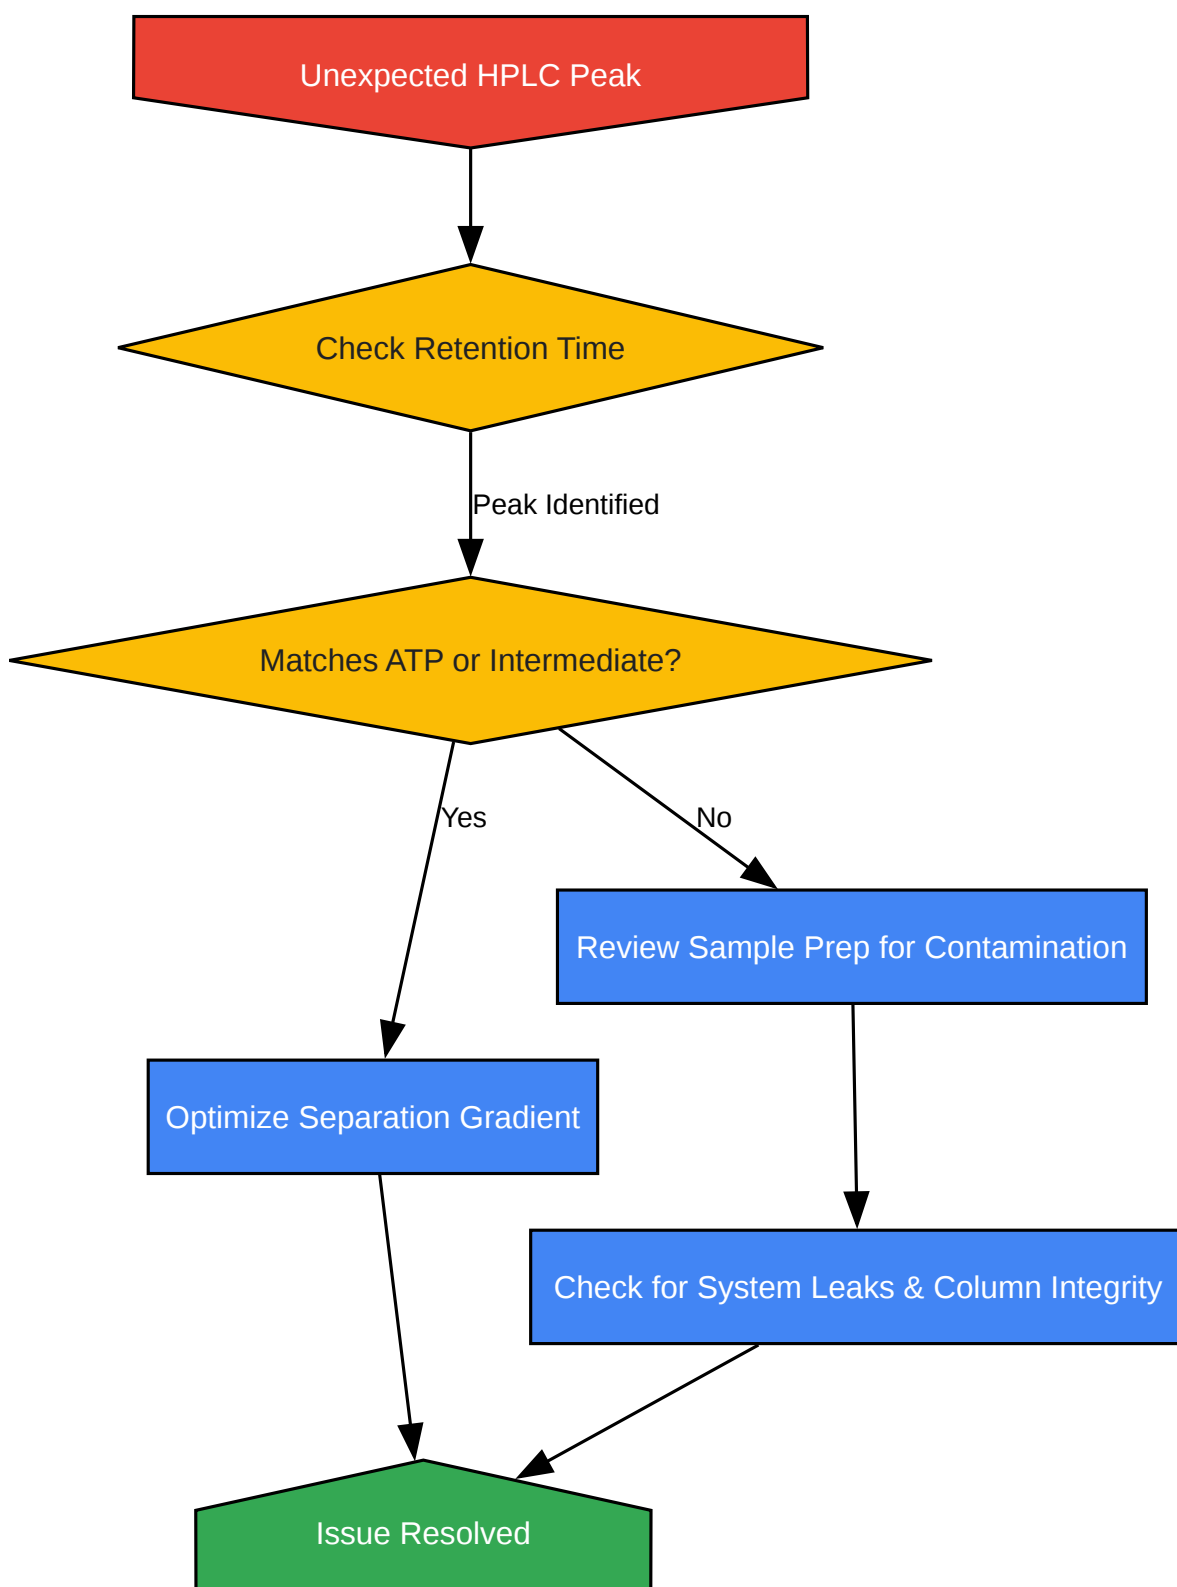 Unexpected HPLC Peak
Check Retention Time
Peak Identified
Matches ATP or Intermediate?
Yes
No
Review Sample Prep for Contamination
Optimize Separation Gradient
Check for System Leaks & Column Integrity
Issue Resolved